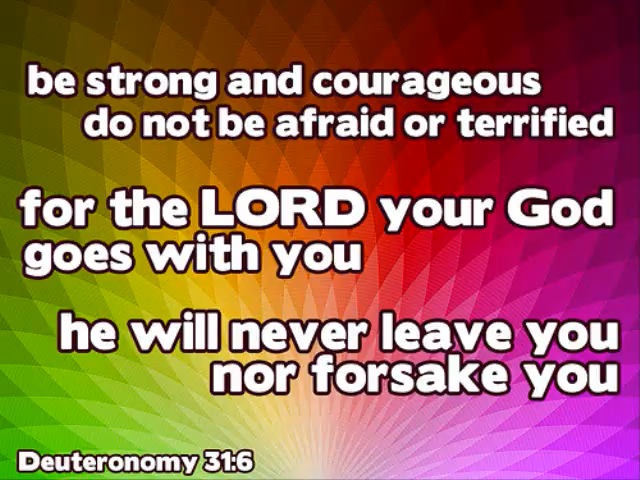 be strong and courageous
do not be afraid or terrified
for the LORD your God
goes with you
he will never leave you
nor forsake you
Deuteronomy 31:6